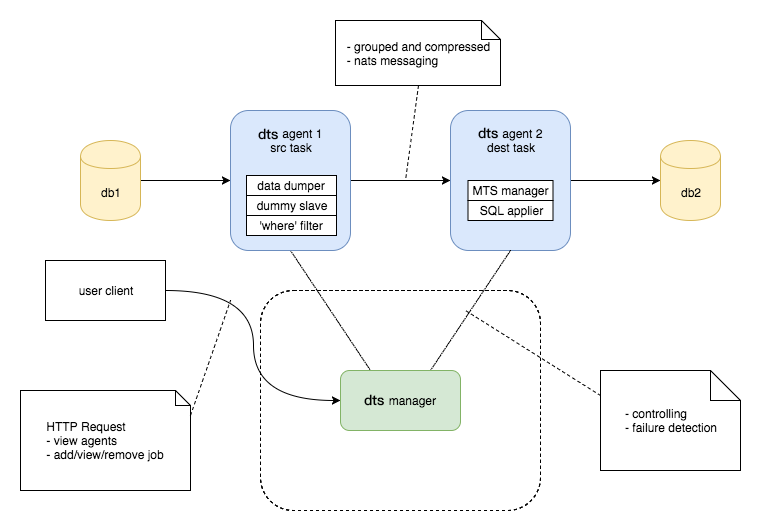 - grouped and compressed
- nats messaging
dts agent 1
src task
dts agent 2
dest task
db1
data dumper
dummy slave
'where' filter
MTS manager
SQL applier
db2
user client
dts manager
HTTP Request
- view agents
- add/view/remove job
- controlling
- failure detection